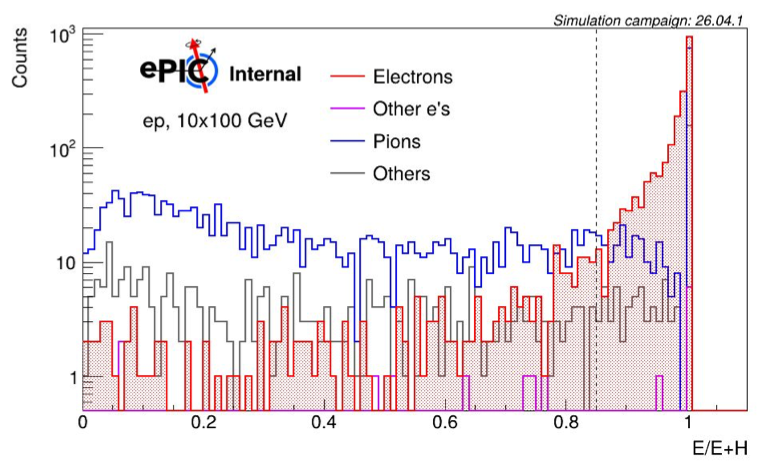 Simulation campaign: 26.04.1
Counts
10³
10²
10
1
ePIC Internal
ep, 10x100 GeV
Electrons
Other e's
Pions
Others
0 0.2 0.4 0.6 0.8 1
E/E+H